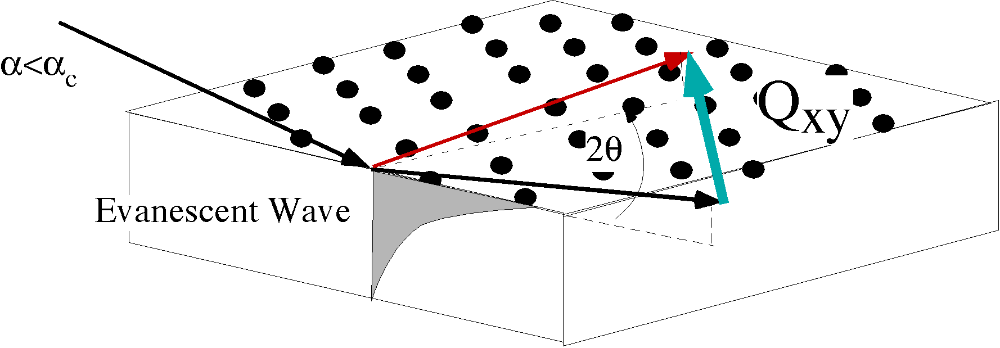 α<αc
Qxy
2θ
Evanescent Wave